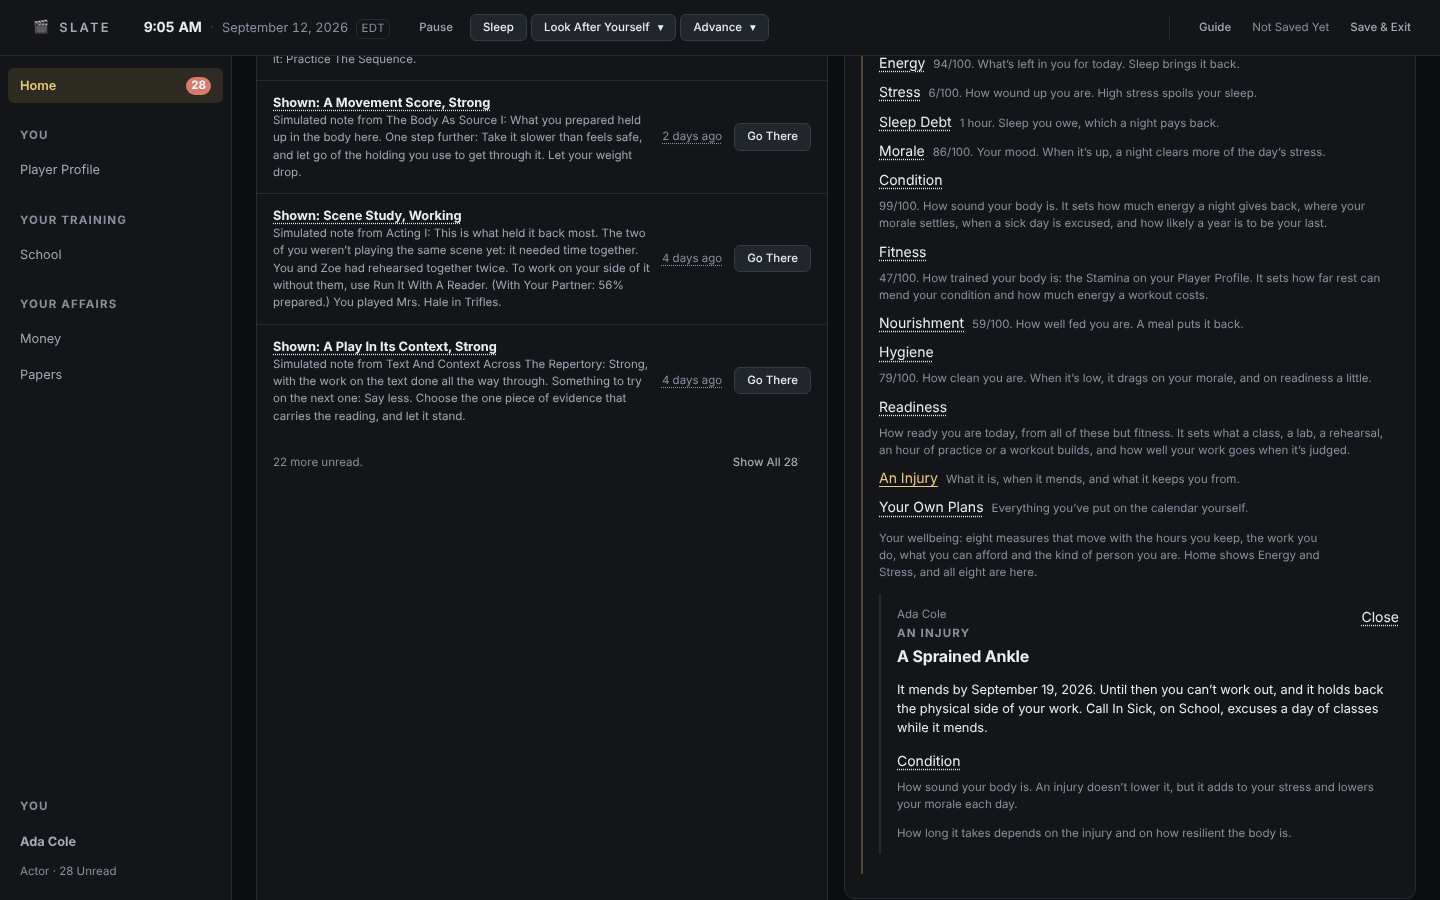 SLATE
9:05 AM · September 12, 2026 EDT
Pause
Sleep
Look After Yourself ▾
Advance ▾
Guide
Not Saved Yet
Save & Exit
Home
28
YOU
Player Profile
YOUR TRAINING
School
YOUR AFFAIRS
Money
Papers
YOU
Ada Cole
Actor · 28 Unread
it: Practice The Sequence.
Shown: A Movement Score, Strong
Simulated note from The Body As Source I: What you prepared held
up in the body here. One step further: Take it slower than feels safe,
and let go of the holding you use to get through it. Let your weight
drop.
2 days ago
Go There
Shown: Scene Study, Working
Simulated note from Acting I: This is what held it back most. The two
of you weren't playing the same scene yet: it needed time together.
You and Zoe had rehearsed together twice. To work on your side of it
without them, use Run It With A Reader. (With Your Partner: 56%
prepared.) You played Mrs. Hale in Trifles.
4 days ago
Go There
Shown: A Play In Its Context, Strong
Simulated note from Text And Context Across The Repertory: Strong,
with the work on the text done all the way through. Something to try
on the next one: Say less. Choose the one piece of evidence that
carries the reading, and let it stand.
4 days ago
Go There
22 more unread.
Show All 28
Energy 94/100. What's left in you for today. Sleep brings it back.
Stress 6/100. How wound up you are. High stress spoils your sleep.
Sleep Debt 1 hour. Sleep you owe, which a night pays back.
Morale 86/100. Your mood. When it's up, a night clears more of the day's stress.
Condition
99/100. How sound your body is. It sets how much energy a night gives back, where your
morale settles, when a sick day is excused, and how likely a year is to be your last.
Fitness
47/100. How trained your body is: the Stamina on your Player Profile. It sets how far rest can
mend your condition and how much energy a workout costs.
Nourishment 59/100. How well fed you are. A meal puts it back.
Hygiene
79/100. How clean you are. When it's low, it drags on your morale, and on readiness a little.
Readiness
How ready you are today, from all of these but fitness. It sets what a class, a lab, a rehearsal,
an hour of practice or a workout builds, and how well your work goes when it's judged.
An Injury What it is, when it mends, and what it keeps you from.
Your Own Plans Everything you've put on the calendar yourself.
Your wellbeing: eight measures that move with the hours you keep, the work you
do, what you can afford and the kind of person you are. Home shows Energy and
Stress, and all eight are here.
Ada Cole
Close
AN INJURY
A Sprained Ankle
It mends by September 19, 2026. Until then you can't work out, and it holds back
the physical side of your work. Call In Sick, on School, excuses a day of classes
while it mends.
Condition
How sound your body is. An injury doesn't lower it, but it adds to your stress and lowers
your morale each day.
How long it takes depends on the injury and on how resilient the body is.